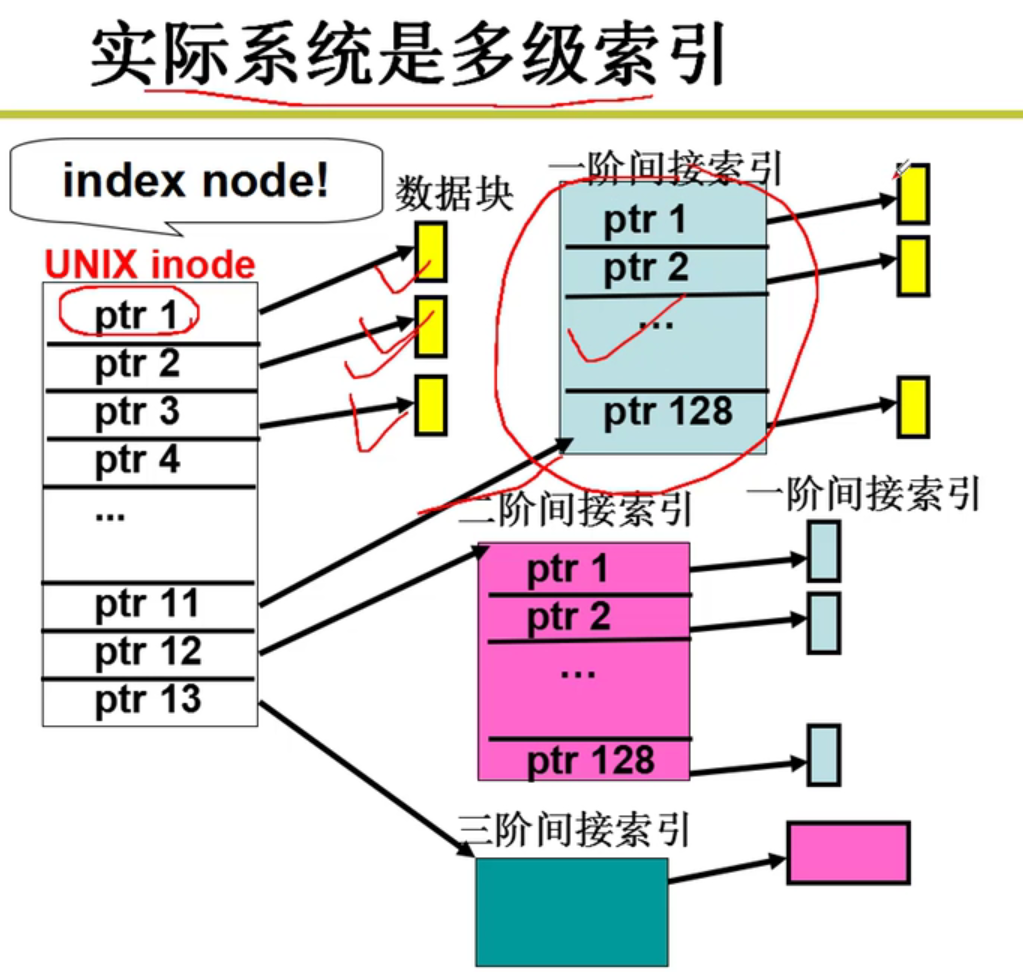 实际系统是多级索引
index node!
数据块
UNIX inode
ptr 1
ptr 2
ptr 3
ptr 4
...
ptr 11
ptr 12
ptr 13
一阶间接索引
ptr 1
ptr 2
...
ptr 128
二阶间接索引
一阶间接索引
ptr 1
ptr 2
...
ptr 128
三阶间接索引